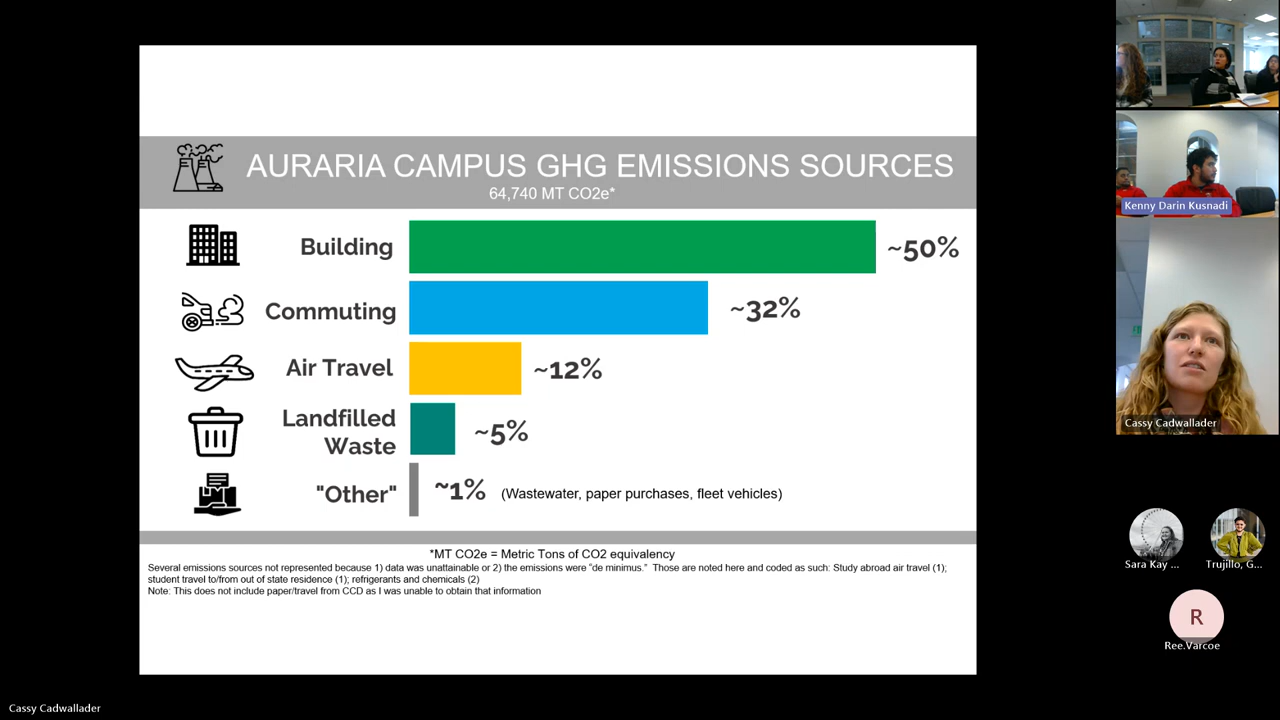 AURARIA CAMPUS GHG EMISSIONS SOURCES
64,740 MT CO2e*
Building
~50%
Commuting
~32%
Air Travel
~12%
Landfilled
Waste
~5%
"Other"
~1%
(Wastewater, paper purchases, fleet vehicles)
*MT CO2e = Metric Tons of CO2 equivalency
Several emissions sources not represented because 1) data was unattainable or 2) the emissions were "de minimus."  Those are noted here and coded as such: Study abroad air travel (1);
student travel to/from out of state residence (1); refrigerants and chemicals (2)
Note: This does not include paper/travel from CCD as I was unable to obtain that information
Kenny Darin Kusnadi
Cassy Cadwallader
Sara Kay ...
Trujillo, G...
R
Ree.Varcoe
Cassy Cadwallader